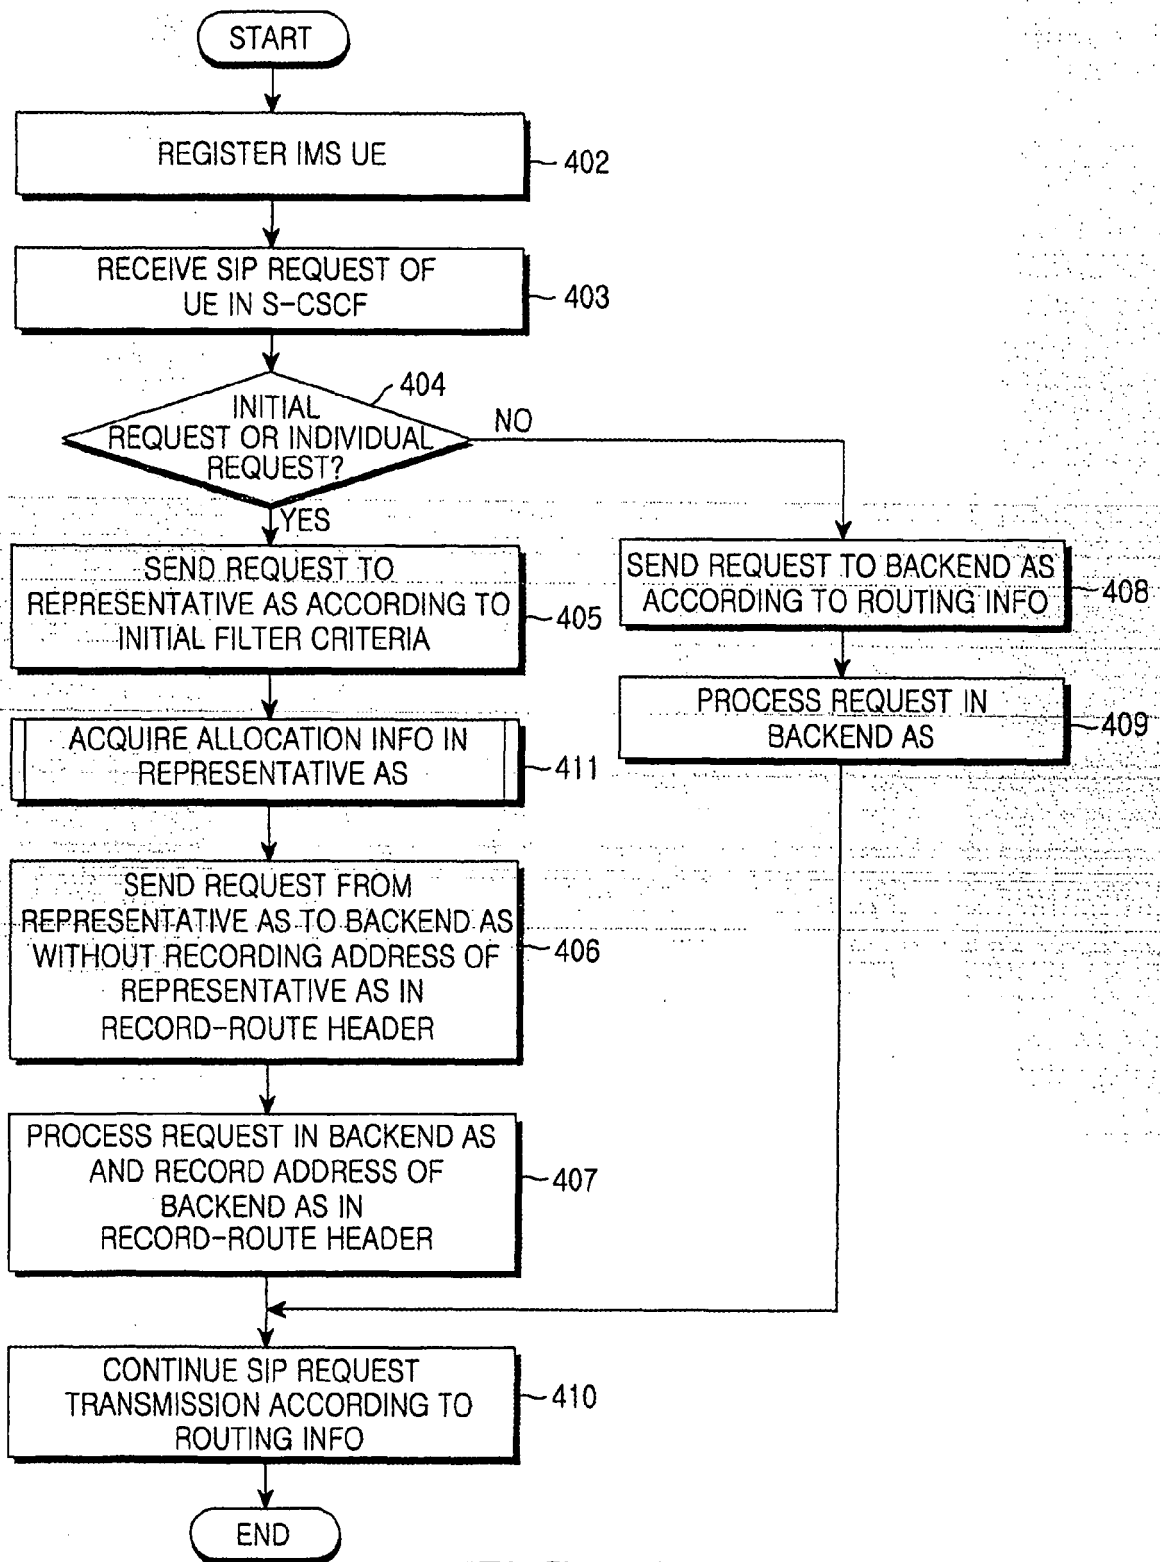 START
REGISTER IMS UE
402
RECEIVE SIP REQUEST OF
UE IN S-CSCF
403
404
INITIAL
REQUEST OR INDIVIDUAL
REQUEST?
NO
YES
SEND REQUEST TO
REPRESENTATIVE AS ACCORDING TO
INITIAL FILTER CRITERIA
405
SEND REQUEST TO BACKEND AS
ACCORDING TO ROUTING INFO
408
PROCESS REQUEST IN
BACKEND AS
409
ACQUIRE ALLOCATION INFO IN
REPRESENTATIVE AS
411
SEND REQUEST FROM
REPRESENTATIVE AS TO BACKEND AS
WITHOUT RECORDING ADDRESS OF
REPRESENTATIVE AS IN
RECORD-ROUTE HEADER
406
PROCESS REQUEST IN BACKEND AS
AND RECORD ADDRESS OF
BACKEND AS IN
RECORD-ROUTE HEADER
407
CONTINUE SIP REQUEST
TRANSMISSION ACCORDING TO
ROUTING INFO
410
END